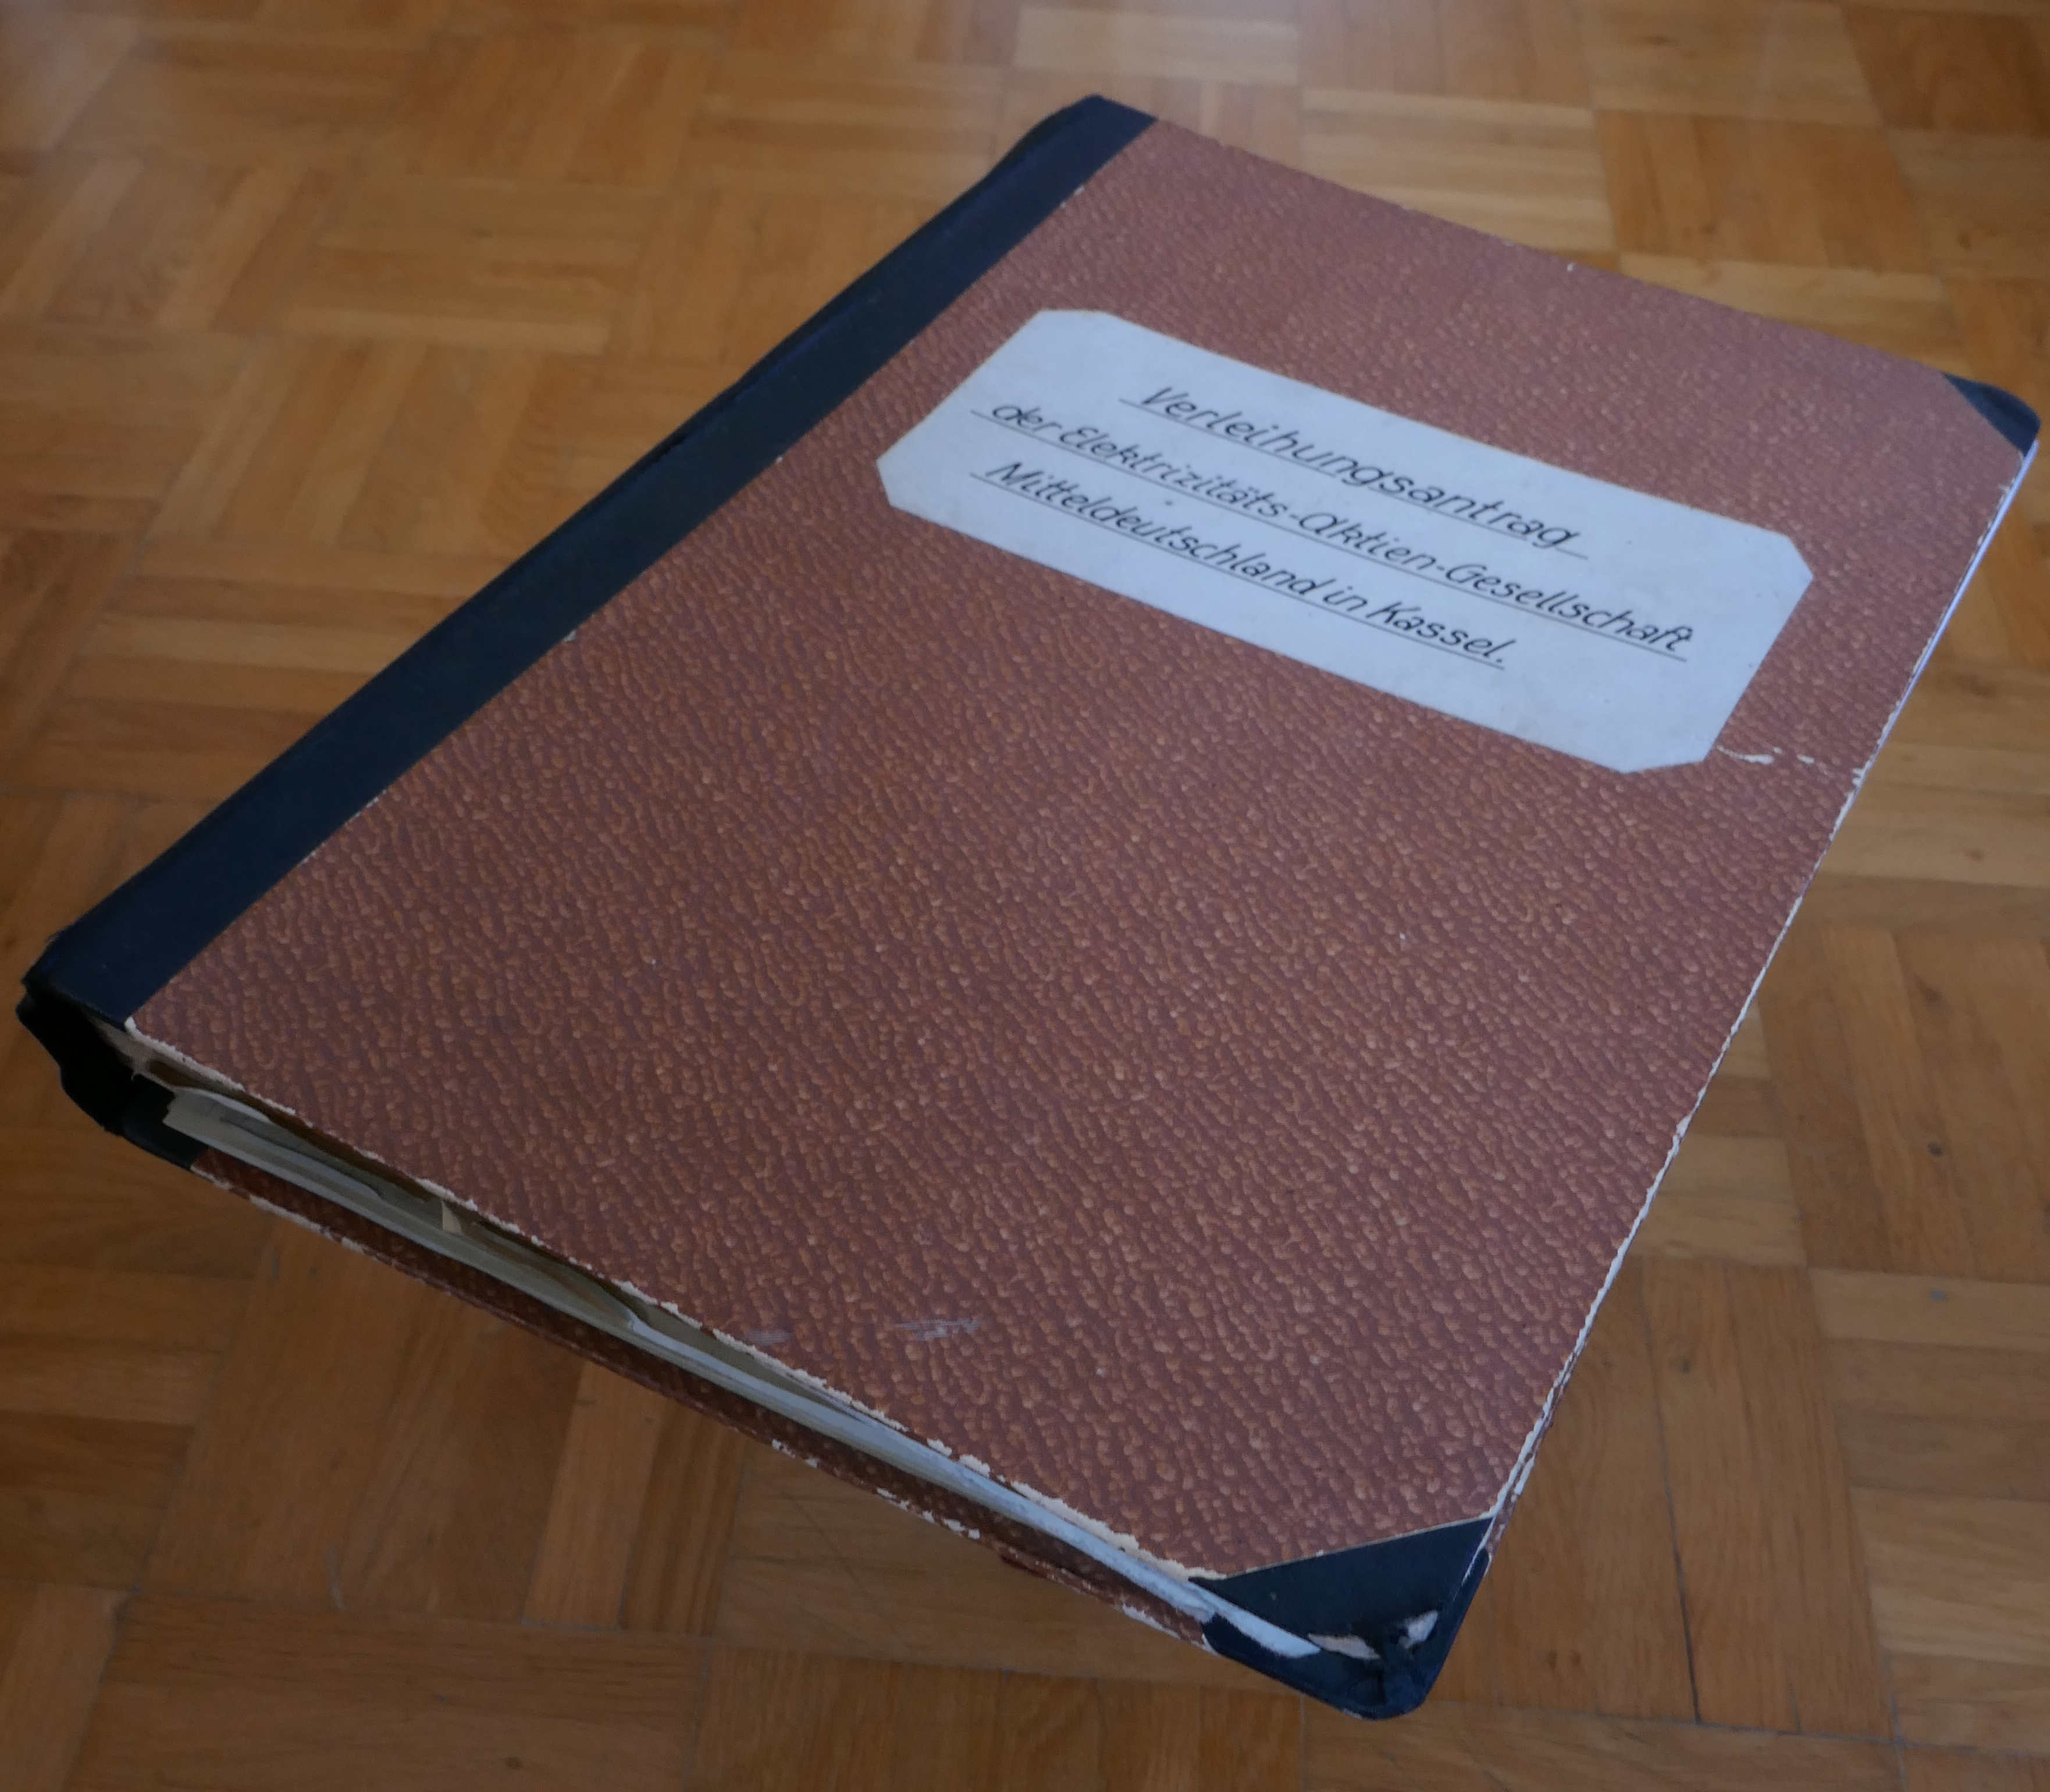 Verleihungsantrag
der Elektrizitäts-Aktien-Gesellschaft
Mitteldeutschland in Kassel.